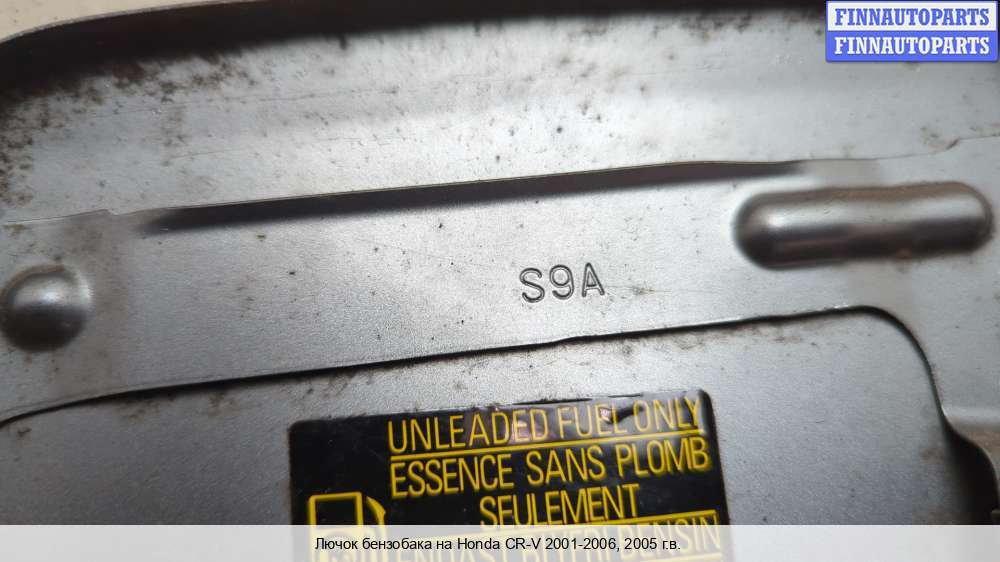 FINNAUTOPARTS
FINNAUTOPARTS
S9A
UNLEADED FUEL ONLY
ESSENCE SANS PLOMB
SEULEMENT
Лючок бензобака на Honda CR-V 2001-2006, 2005 г.в.